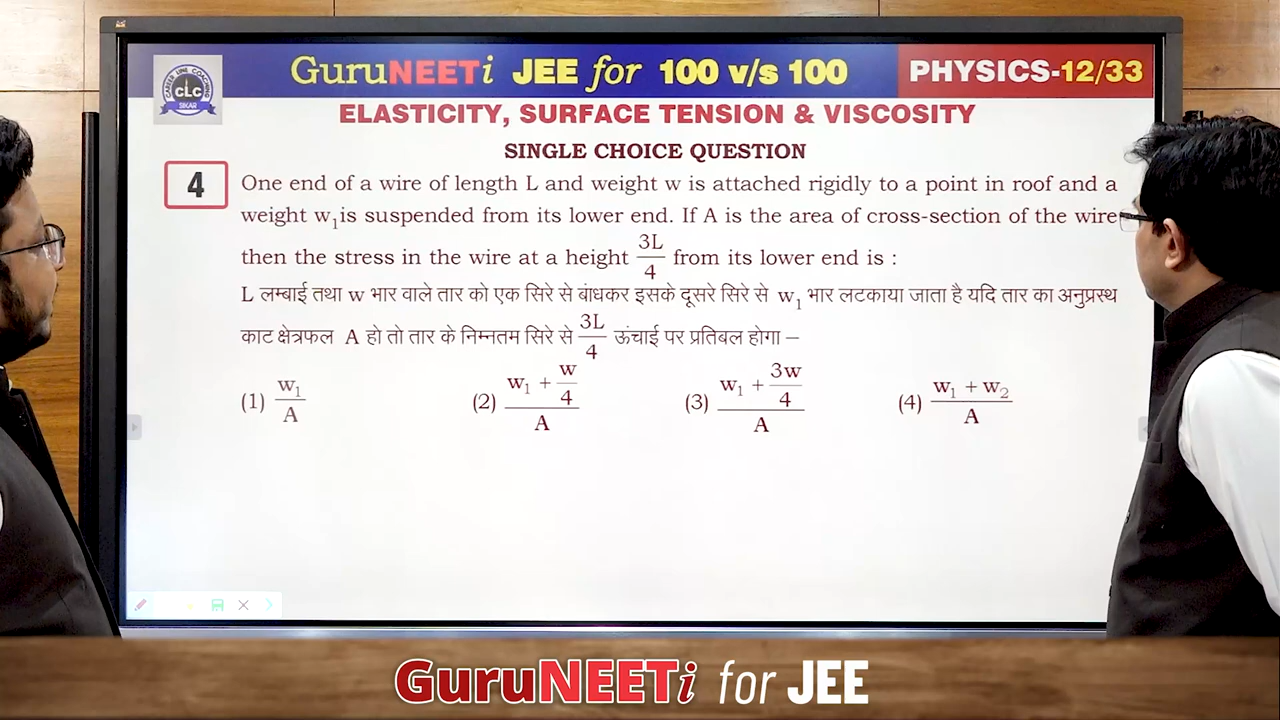 GuruNEETi JEE for 100 v/s 100 PHYSICS-12/33
CAREER LINE COACHING
CLC
SIKAR
ELASTICITY, SURFACE TENSION & VISCOSITY
SINGLE CHOICE QUESTION
4
One end of a wire of length L and weight w is attached rigidly to a point in roof and a
weight w₁ is suspended from its lower end. If A is the area of cross-section of the wire
then the stress in the wire at a height 3L/4 from its lower end is :
L लम्बाई तथा w भार वाले तार को एक सिरे से बांधकर इसके दूसरे सिरे से w₁ भार लटकाया जाता है यदि तार का अनुप्रस्थ
काट क्षेत्रफल A हो तो तार के निम्नतम सिरे से 3L/4 ऊंचाई पर प्रतिबल होगा –
(1) w₁/A (2) (w₁ + w/4)/A (3) (w₁ + 3w/4)/A (4) (w₁ + w₂)/A
GuruNEETi for JEE